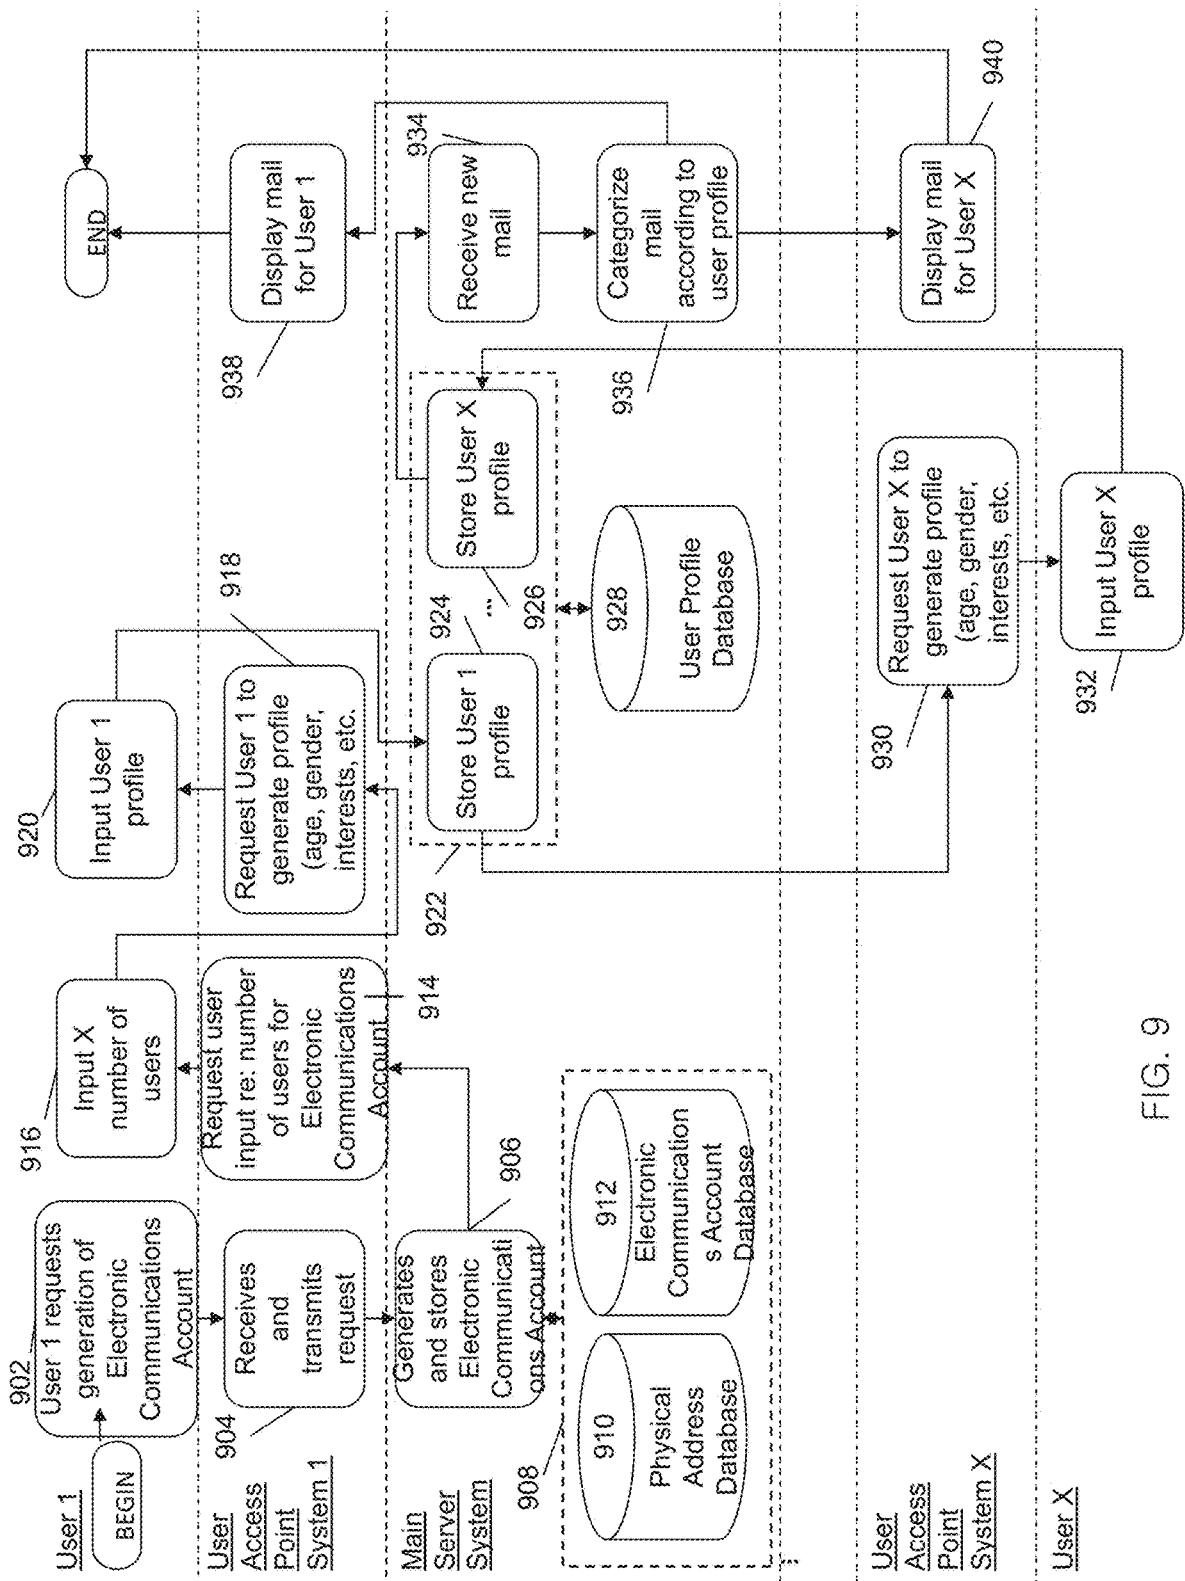 User 1
BEGIN
902
User 1 requests
generation of
Electronic
Communications
Account
916
Input X
number of
users
920
Input User 1
profile
END
User
Access
Point
System 1
904
Receives
and
transmits
request
Request user
input re: number
of users for
Electronic
Communications
Account
914
Request User 1 to
generate profile
(age, gender,
interests, etc.
918
938
Display mail
for User 1
Main
Server
System
Generates
and stores
Electronic
Communicati
ons Account
906
908
910
Physical
Address
Database
912
Electronic
Communication
s Account
Database
922
Store User 1
profile
924
...
Store User X
profile
926
928
User Profile
Database
Receive new
mail
934
936
Categorize
mail
according to
user profile
...
User
Access
Point
System X
930
Request User X to
generate profile
(age, gender,
interests, etc.
Display mail
for User X
940
User X
932
Input User X
profile
FIG. 9